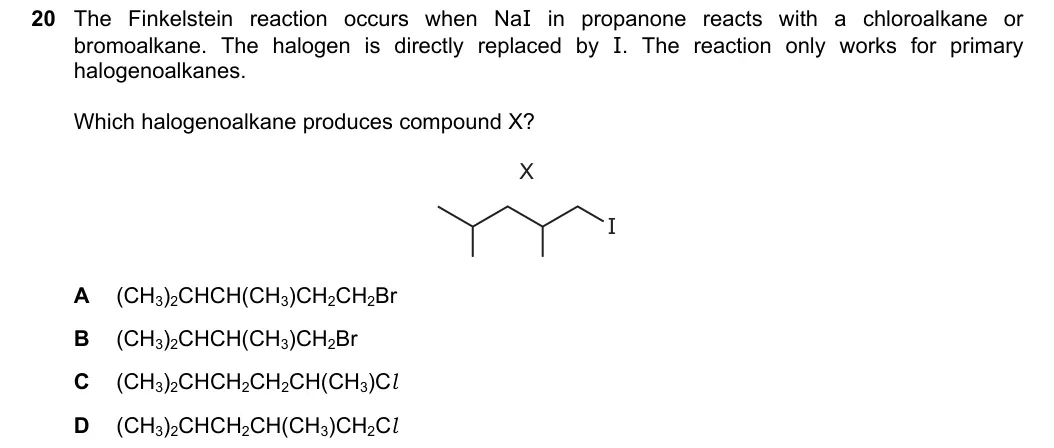 20 The Finkelstein reaction occurs when NaI in propanone reacts with a chloroalkane or
bromoalkane. The halogen is directly replaced by I. The reaction only works for primary
halogenoalkanes.
Which halogenoalkane produces compound X?
X
I
A (CH₃)₂CHCH(CH₃)CH₂CH₂Br
B (CH₃)₂CHCH(CH₃)CH₂Br
C (CH₃)₂CHCH₂CH₂CH(CH₃)Cl
D (CH₃)₂CHCH₂CH(CH₃)CH₂Cl